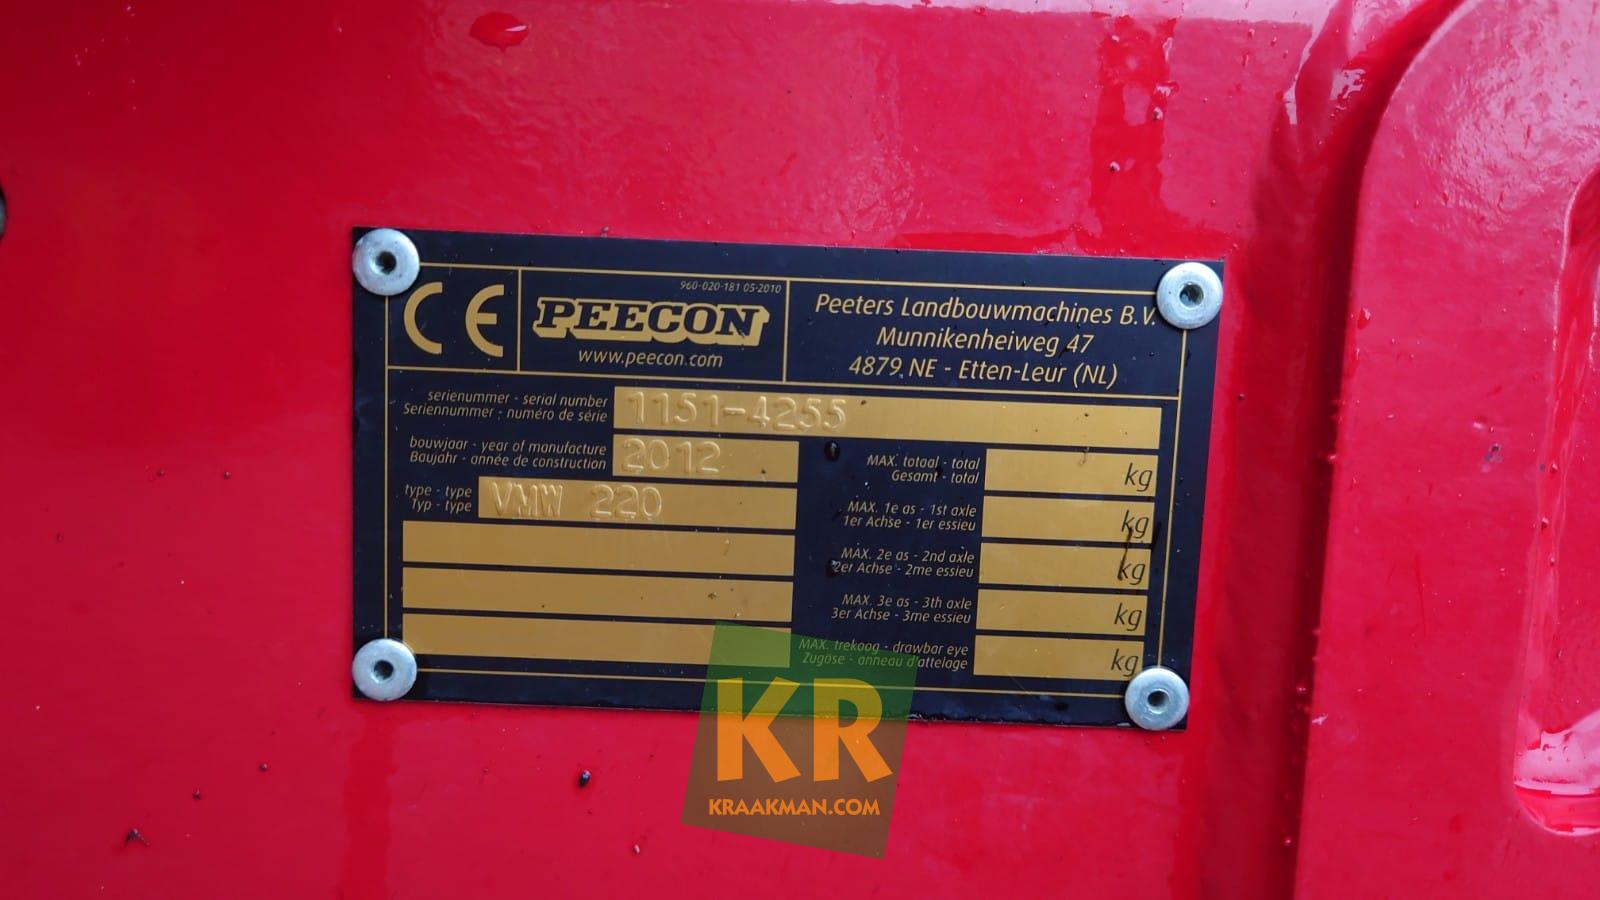 960-020-181 05-2010
CE
PEECON
www.peecon.com
Peeters Landbouwmachines B.V.
Munnikenheiweg 47
4879 NE - Etten-Leur (NL)
serienummer - serial number
Seriennummer - numéro de série
1151-4255
bouwjaar - year of manufacture
Baujahr - année de construction
2012
type - type
Typ - type
VMW 220
MAX. totaal - total
Gesamt - total
kg
MAX. 1e as - 1st axle
1er Achse - 1er essieu
kg
MAX. 2e as - 2nd axle
2er Achse - 2me essieu
kg
MAX. 3e as - 3th axle
3er Achse - 3me essieu
kg
MAX. trekoog - drawbar eye
Zugöse - anneau d'attelage
kg
KR
KRAAKMAN.COM